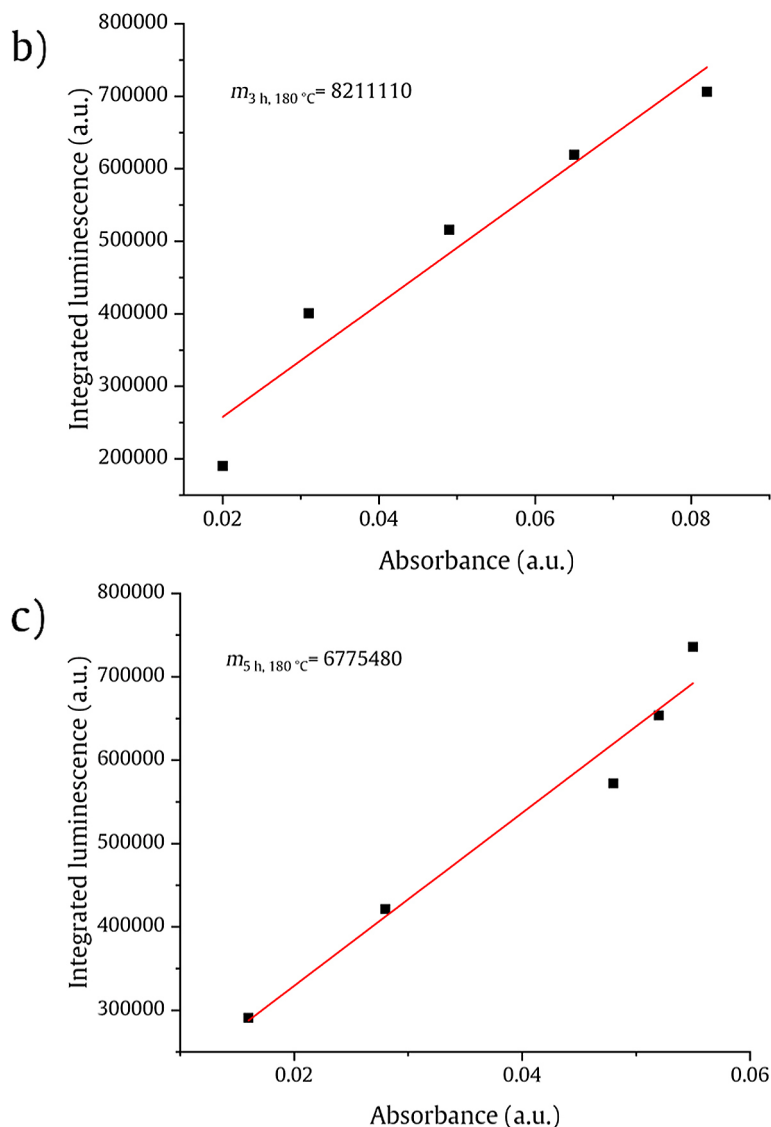 b)
800000
m3 h, 180 °C= 8211110
700000
600000
500000
400000
300000
200000
Integrated luminescence (a.u.)
0.02 0.04 0.06 0.08
Absorbance (a.u.)
c)
800000
m5 h, 180 °C= 6775480
700000
600000
500000
400000
300000
Integrated luminescence (a.u.)
0.02 0.04 0.06
Absorbance (a.u.)